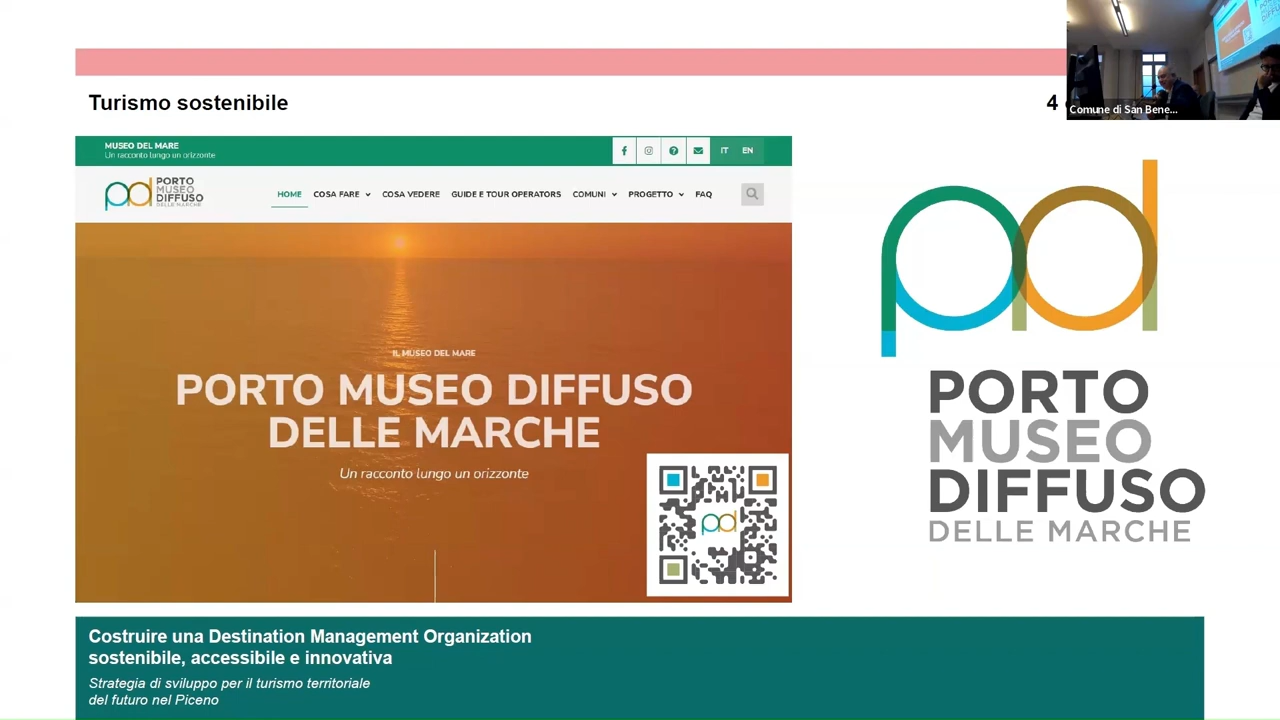 Turismo sostenibile
4
Comune di San Bene...
MUSEO DEL MARE
Un racconto lungo un orizzonte
IT EN
PORTO
MUSEO
DIFFUSO
DELLE MARCHE
HOME COSA FARE COSA VEDERE GUIDE E TOUR OPERATORS COMUNI PROGETTO FAQ
IL MUSEO DEL MARE
PORTO MUSEO DIFFUSO
DELLE MARCHE
Un racconto lungo un orizzonte
pd
pd
PORTO
MUSEO
DIFFUSO
DELLE MARCHE
Costruire una Destination Management Organization
sostenibile, accessibile e innovativa
Strategia di sviluppo per il turismo territoriale
del futuro nel Piceno